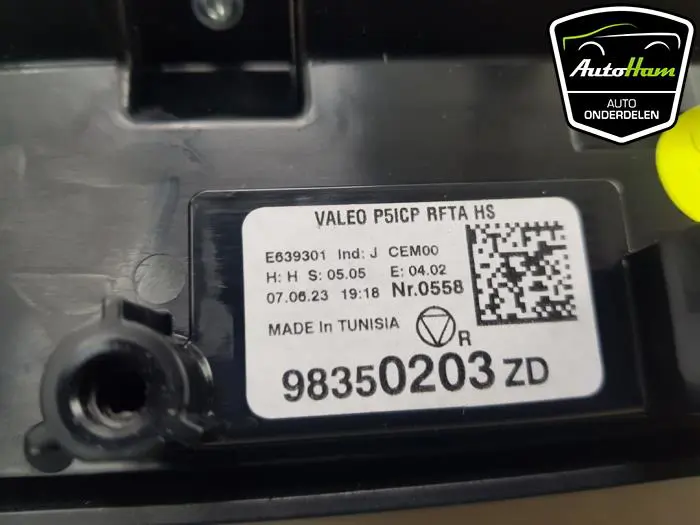 AutoHam
AUTO
ONDERDELEN
VALEO P5ICP RFTA HS
E639301 Ind: J CEM00
H: H S: 05.05 E: 04.02
07.06.23 19:18 Nr.0558
MADE In TUNISIA
R
98350203 ZD